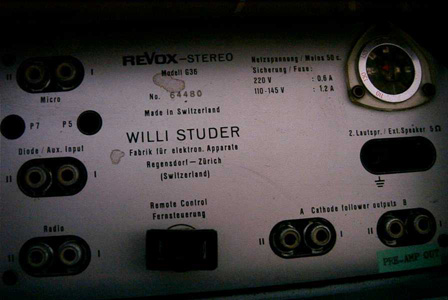 REVOX-STEREO
Modell G36
No. 64480
Made in Switzerland
WILLI STUDER
Fabrik für elektron. Apparate
Regensdorf – Zürich
(Switzerland)
Remote Control
Fernsteuerung
II I
Micro
P7 P5
Diode / Aux. Input
II I
Radio
II I
Netzspannung / Mains 50 c.
Sicherung / Fuse:
220 V : 0.6 A
110-145 V : 1.2 A
2. Lautspr. / Ext. Speaker 5 Ω
A Cathode follower outputs B
II I II I
PRE-AMP OUT